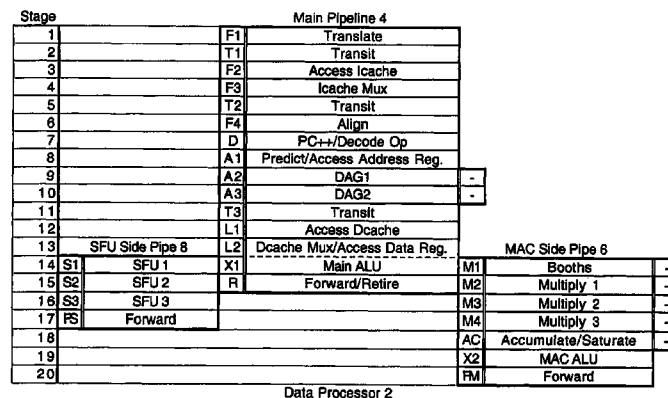 Stage Main Pipeline 4
1 F1 Translate
2 T1 Transit
3 F2 Access Icache
4 F3 Icache Mux
5 T2 Transit
6 F4 Align
7 D PC++/Decode Op
8 A1 Predict/Access Address Reg.
9 A2 DAG1 -
10 A3 DAG2 -
11 T3 Transit
12 L1 Access Dcache
13 SFU Side Pipe 8 L2 Dcache Mux/Access Data Reg. MAC Side Pipe 6
14 S1 SFU 1 X1 Main ALU M1 Booths -
15 S2 SFU 2 R Forward/Retire M2 Multiply 1 -
16 S3 SFU 3 M3 Multiply 2 -
17 FS Forward M4 Multiply 3 -
18 AC Accumulate/Saturate -
19 X2 MAC ALU
20 FM Forward
Data Processor 2